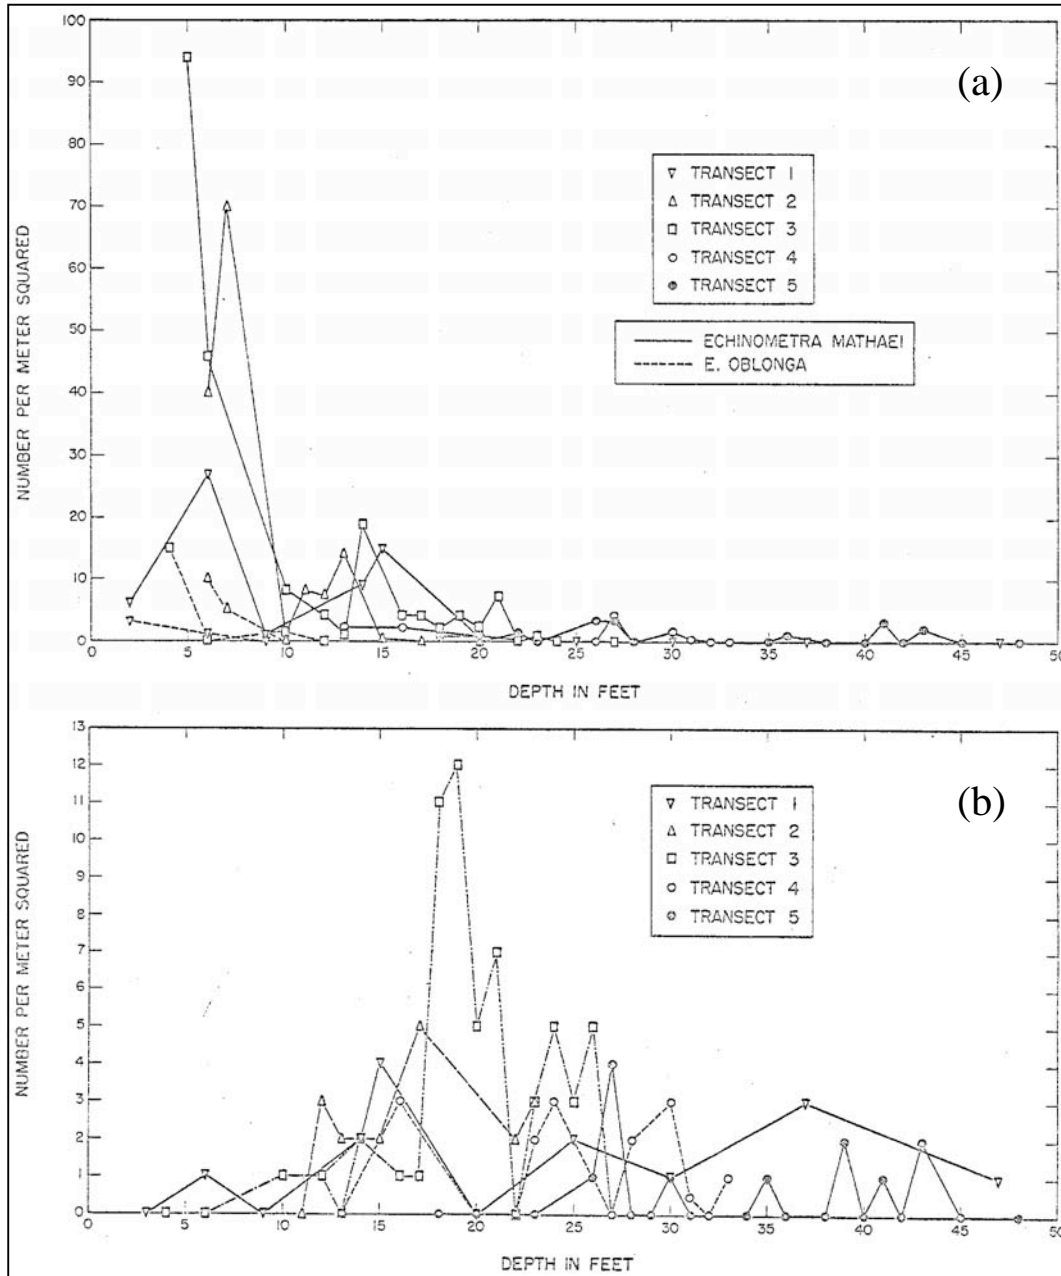 (a)
100
90
80
70
60
50
40
30
20
10
0
NUMBER PER METER SQUARED
TRANSECT 1
TRANSECT 2
TRANSECT 3
TRANSECT 4
TRANSECT 5
ECHINOMETRA MATHAEI
E. OBLONGA
0 5 10 15 20 25 30 35 40 45 50
DEPTH IN FEET
(b)
13
12
11
10
9
8
7
6
5
4
3
2
1
0
NUMBER PER METER SQUARED
TRANSECT 1
TRANSECT 2
TRANSECT 3
TRANSECT 4
TRANSECT 5
0 5 10 15 20 25 30 35 40 45 50
DEPTH IN FEET